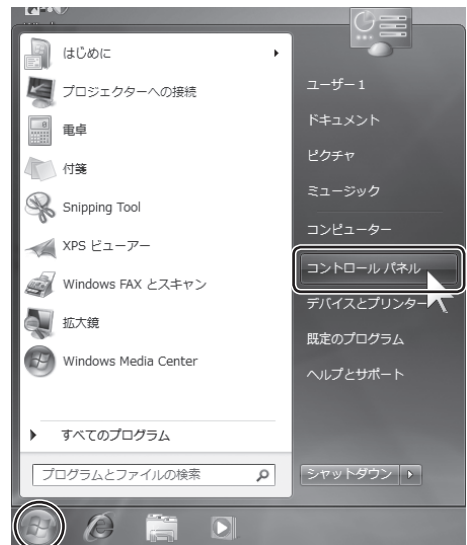 はじめに
プロジェクターへの接続
電卓
付箋
Snipping Tool
XPS ビューアー
Windows FAX とスキャン
拡大鏡
Windows Media Center
すべてのプログラム
プログラムとファイルの検索
ユーザー1
ドキュメント
ピクチャ
ミュージック
コンピューター
コントロール パネル
デバイスとプリンター
既定のプログラム
ヘルプとサポート
シャットダウン